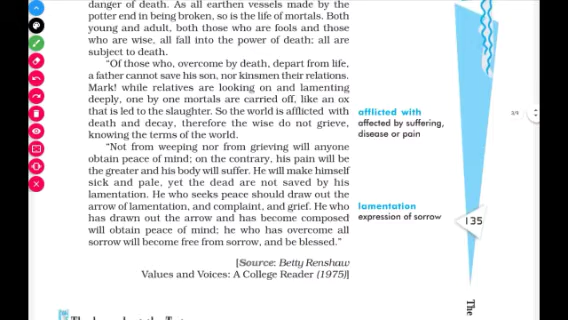 danger of death. As all earthen vessels made by the
potter end in being broken, so is the life of mortals. Both
young and adult, both those who are fools and those
who are wise, all fall into the power of death; all are
subject to death.
“Of those who, overcome by death, depart from life,
a father cannot save his son, nor kinsmen their relations.
Mark! while relatives are looking on and lamenting
deeply, one by one mortals are carried off, like an ox
that is led to the slaughter. So the world is afflicted with
death and decay, therefore the wise do not grieve,
knowing the terms of the world.
“Not from weeping nor from grieving will anyone
obtain peace of mind; on the contrary, his pain will be
the greater and his body will suffer. He will make himself
sick and pale, yet the dead are not saved by his
lamentation. He who seeks peace should draw out the
arrow of lamentation, and complaint, and grief. He who
has drawn out the arrow and has become composed
will obtain peace of mind; he who has overcome all
sorrow will become free from sorrow, and be blessed.”
[Source: Betty Renshaw
Values and Voices: A College Reader (1975)]
afflicted with
affected by suffering,
disease or pain
lamentation
expression of sorrow
135
The